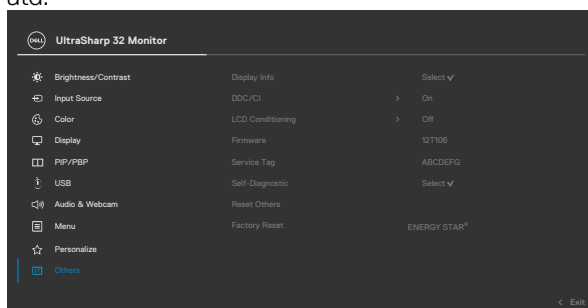 atd.
DELL UltraSharp 32 Monitor
Brightness/Contrast Display Info Select ✓
Input Source DDC/CI > On
Color LCD Conditioning > Off
Display Firmware 12T106
PIP/PBP Service Tag ABCDEFG
USB Self-Diagnostic Select ✓
Audio & Webcam Reset Others
Menu Factory Reset ENERGY STAR®
Personalize
Others
< Exit